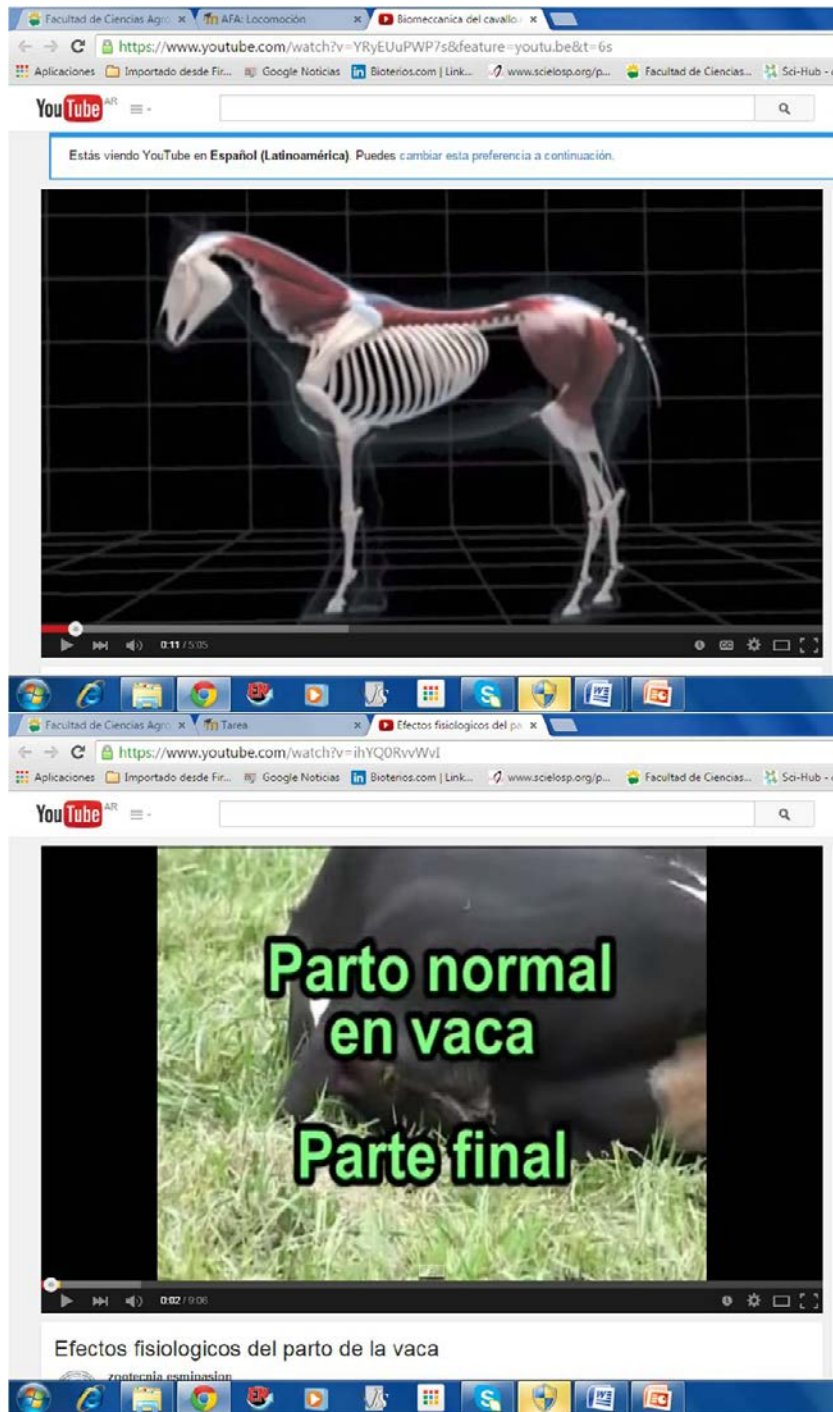 Facultad de Ciencias Agro
AFA: Locomoción
Biomeccanica del cavallo
https://www.youtube.com/watch?v=YRyEUuPWP7s&feature=youtu.be&t=6s
Aplicaciones
Importado desde Fir...
Google Noticias
Bioterios.com | Link...
www.scielosp.org/p...
Facultad de Ciencias...
Sci-Hub -
YouTube AR
Estás viendo YouTube en Español (Latinoamérica). Puedes cambiar esta preferencia a continuación.
0:11 / 5:05
Facultad de Ciencias Agro
Tarea
Efectos fisiologicos del pa
https://www.youtube.com/watch?v=ihYQ0RvvWvI
Aplicaciones
Importado desde Fir...
Google Noticias
Bioterios.com | Link...
www.scielosp.org/p...
Facultad de Ciencias...
Sci-Hub -
YouTube AR
Parto normal
en vaca
Parte final
0:02 / 9:06
Efectos fisiologicos del parto de la vaca
zootecnia esmipasion